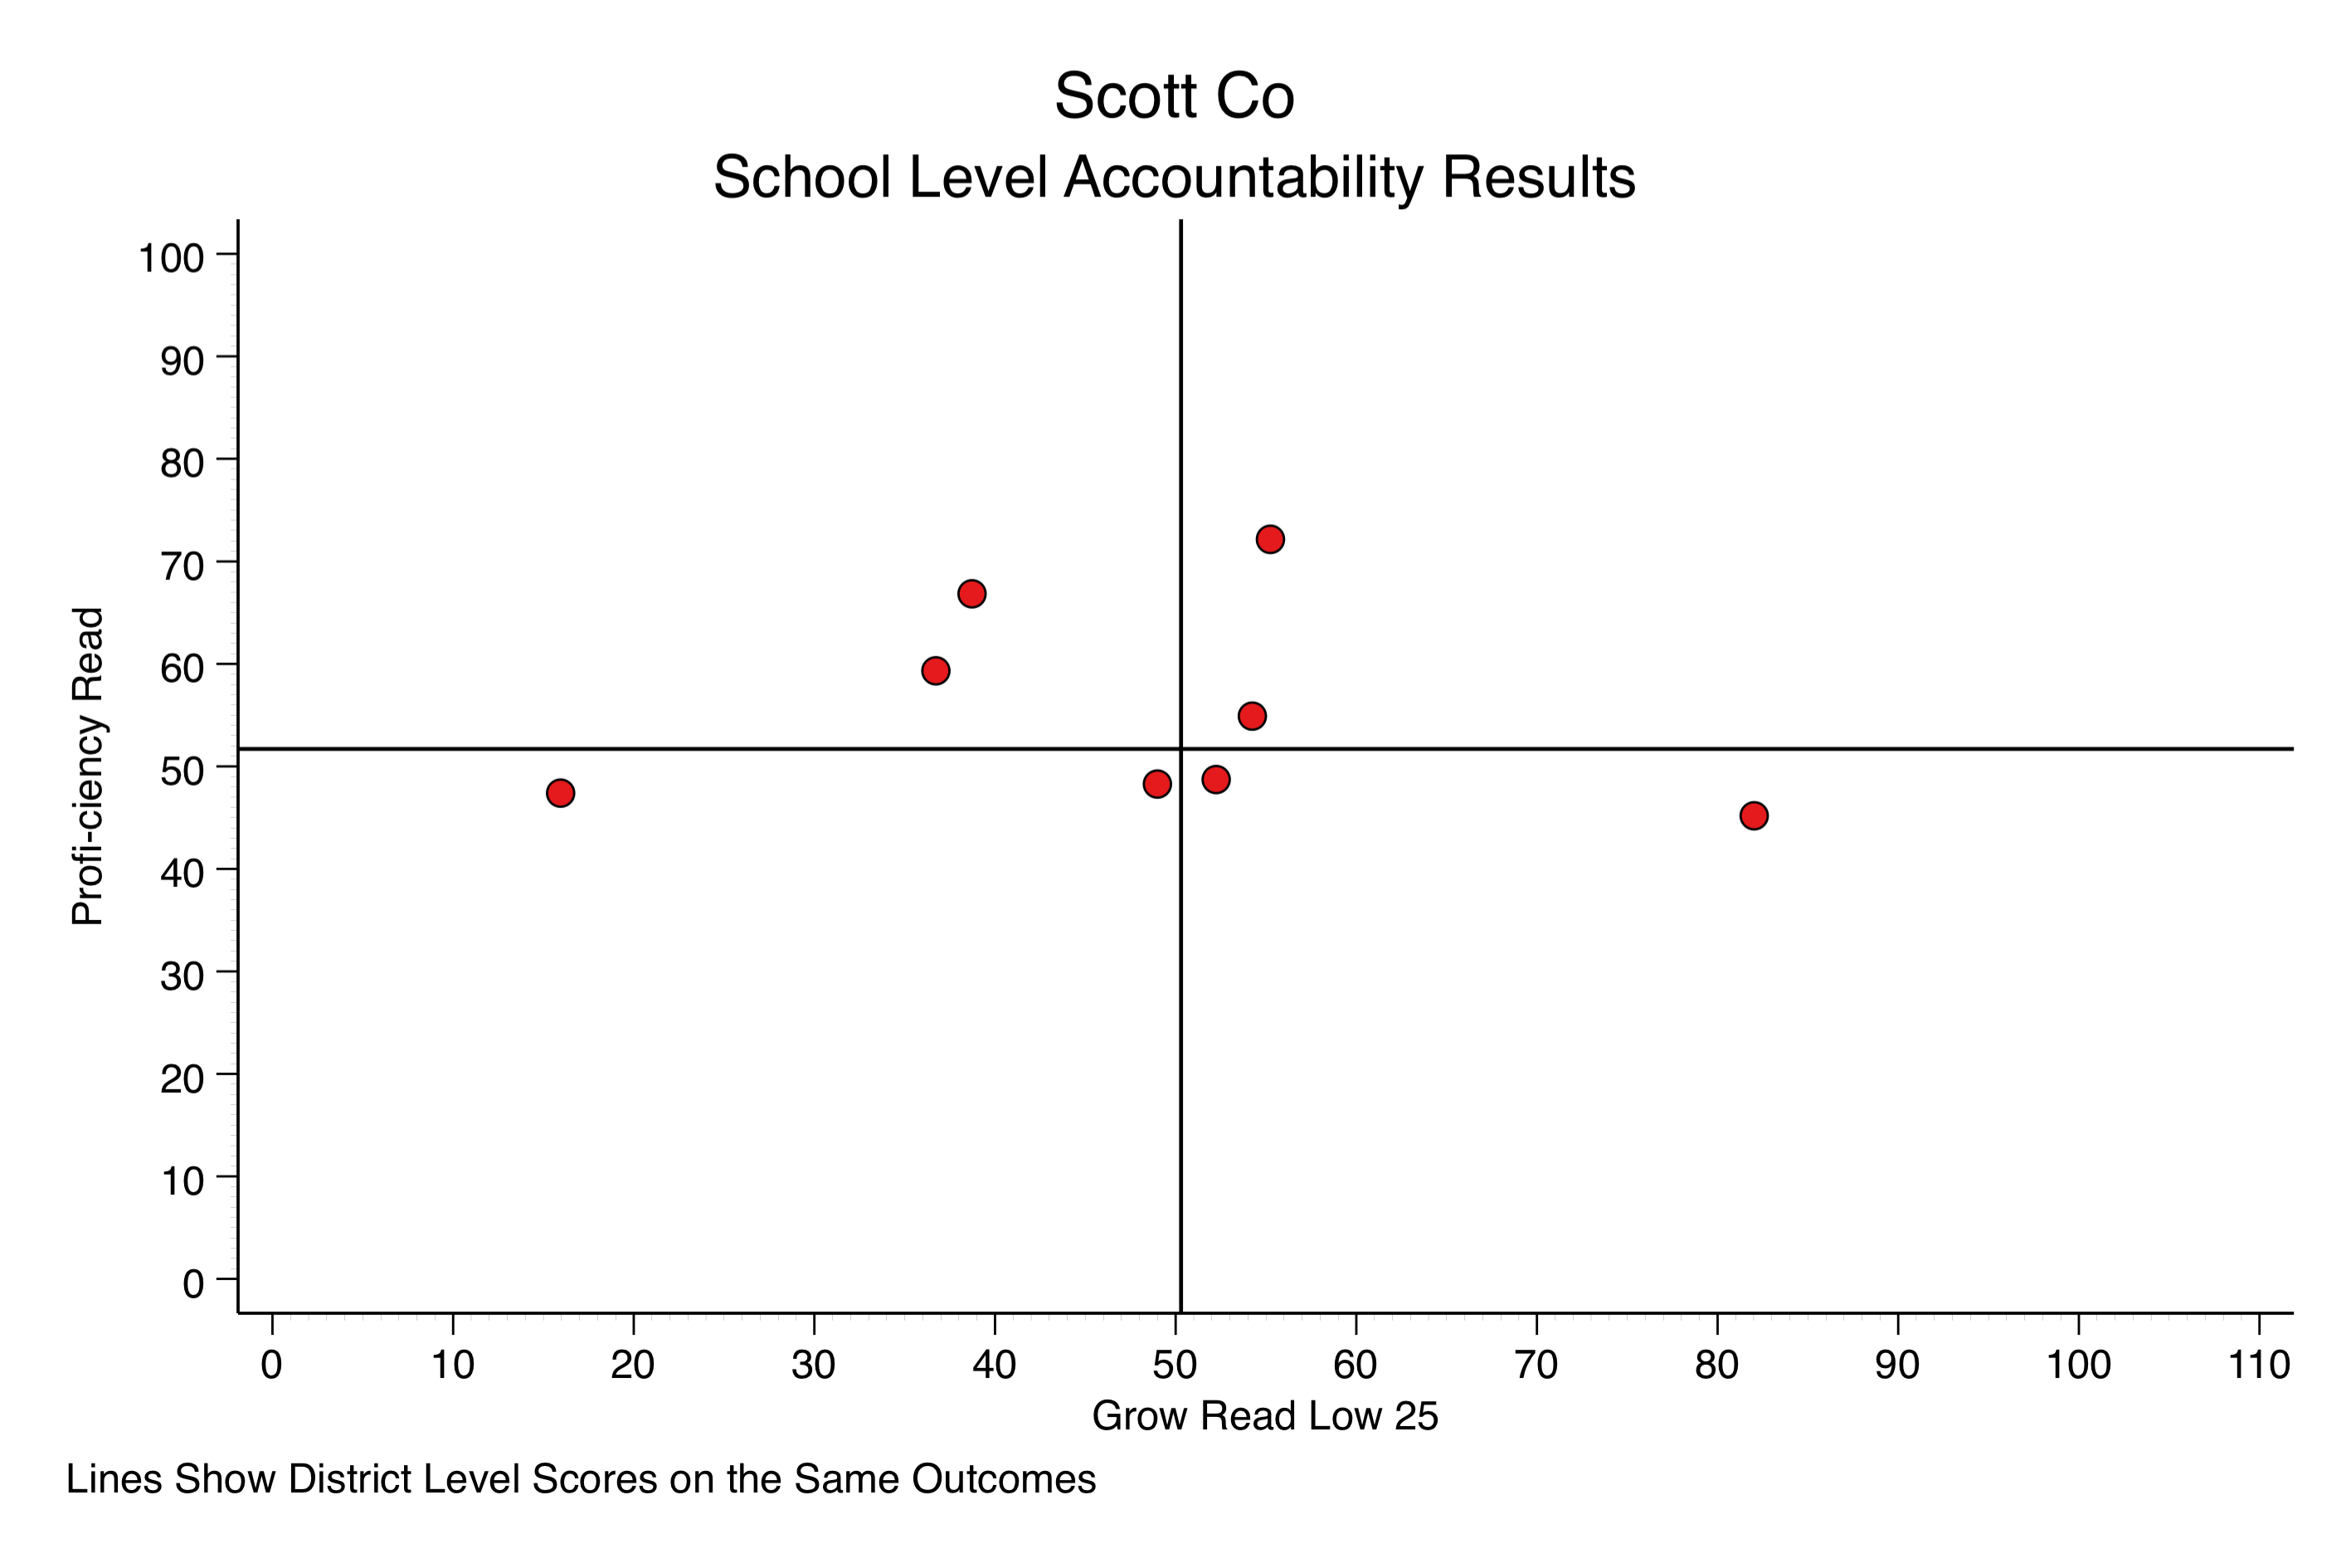 Scott Co
School Level Accountability Results
100
90
80
70
60
50
40
30
20
10
0
Profi-ciency Read
0 10 20 30 40 50 60 70 80 90 100 110
Grow Read Low 25
Lines Show District Level Scores on the Same Outcomes